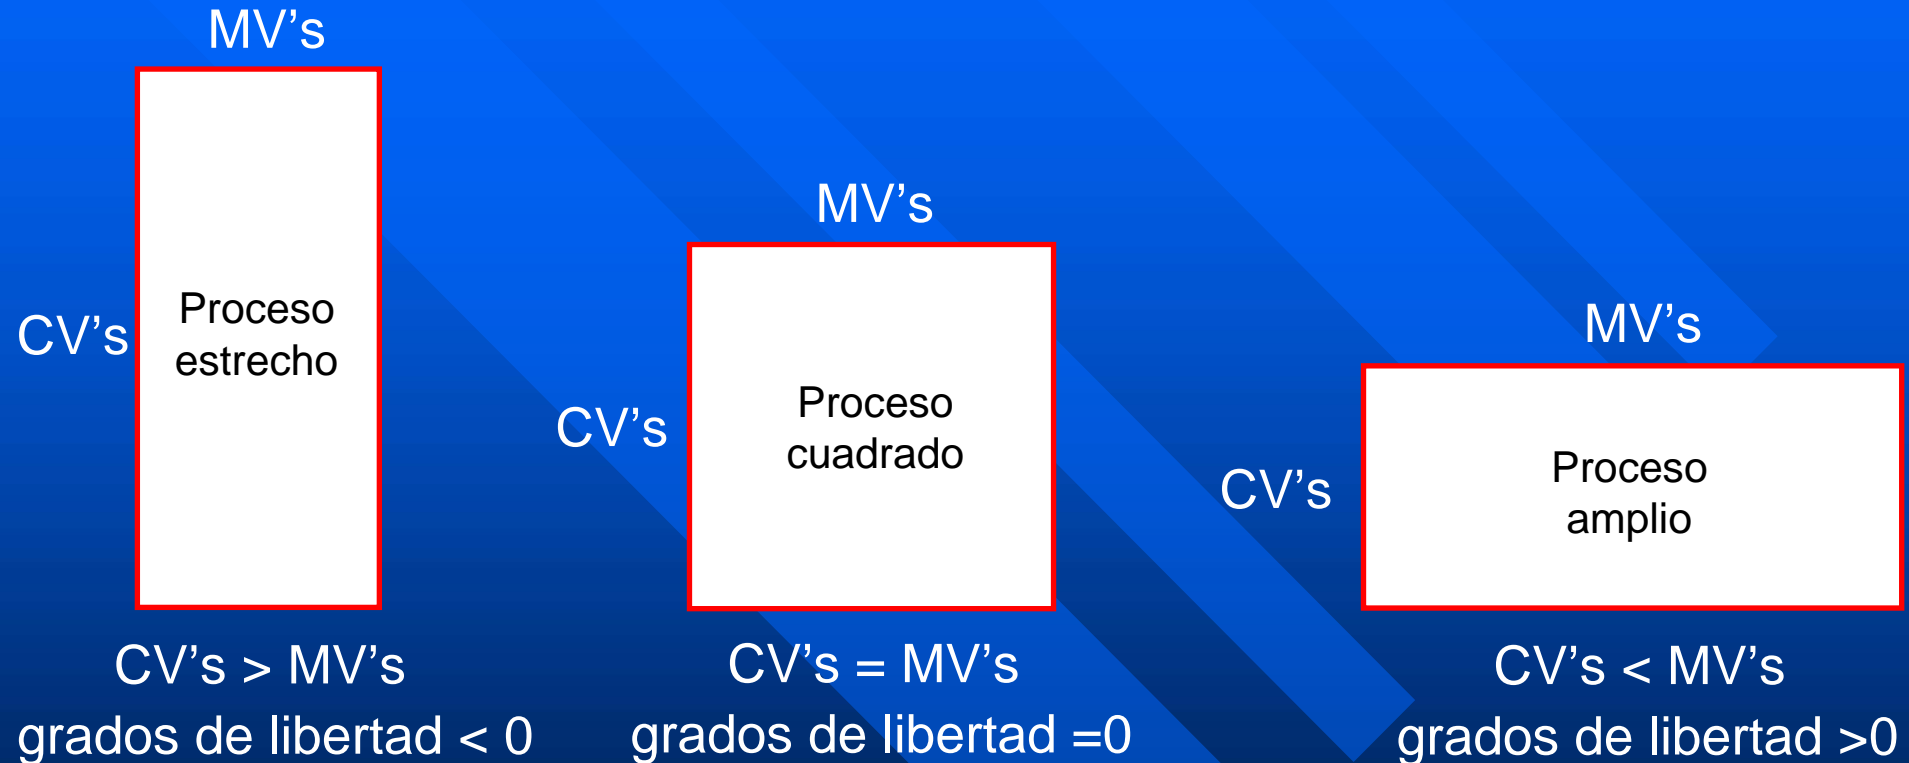 MV's
CV's
Proceso
estrecho
CV's > MV's
grados de libertad < 0
MV's
CV's
Proceso
cuadrado
CV's = MV's
grados de libertad =0
MV's
CV's
Proceso
amplio
CV's < MV's
grados de libertad >0